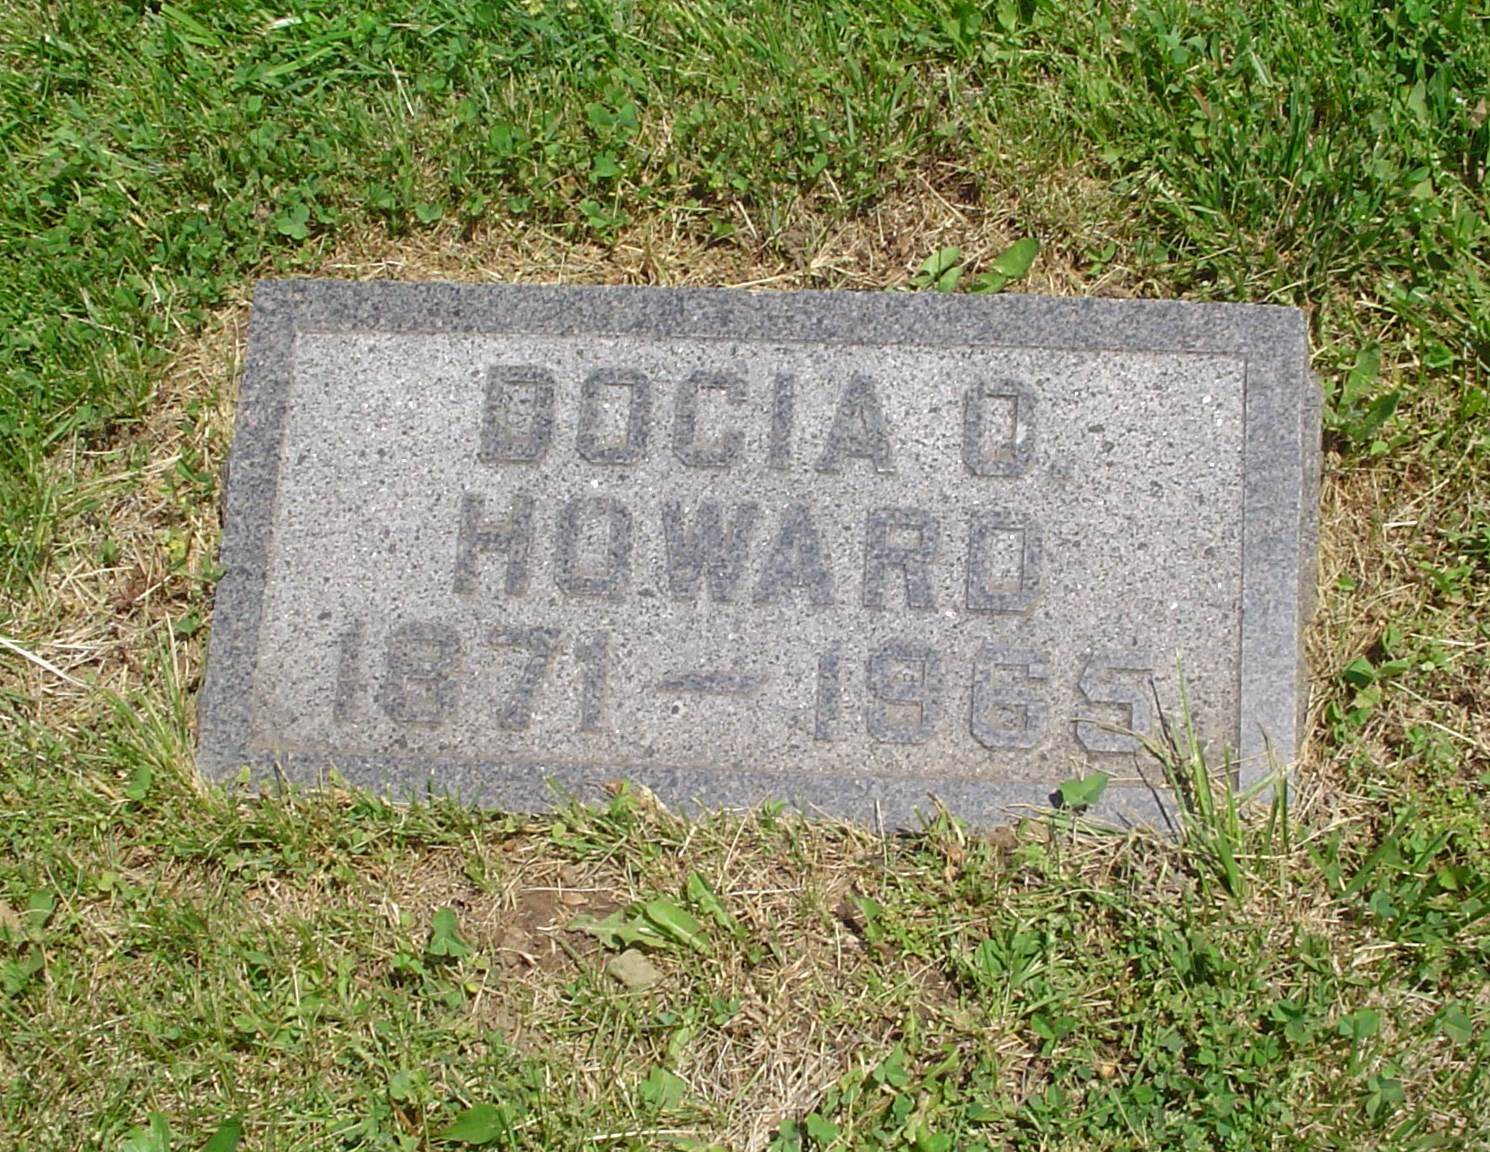 DOCIA O.
HOWARD
1871 — 1965